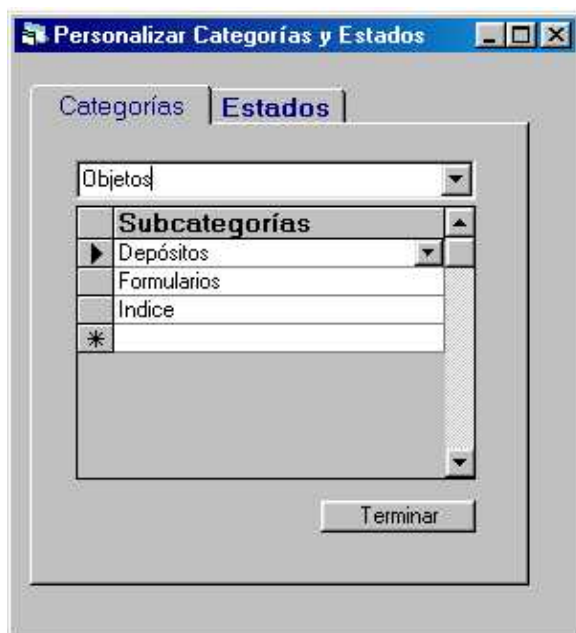 Personalizar Categorías y Estados
Categorías Estados
Objetos
Subcategorías
Depósitos
Formularios
Indice
Terminar